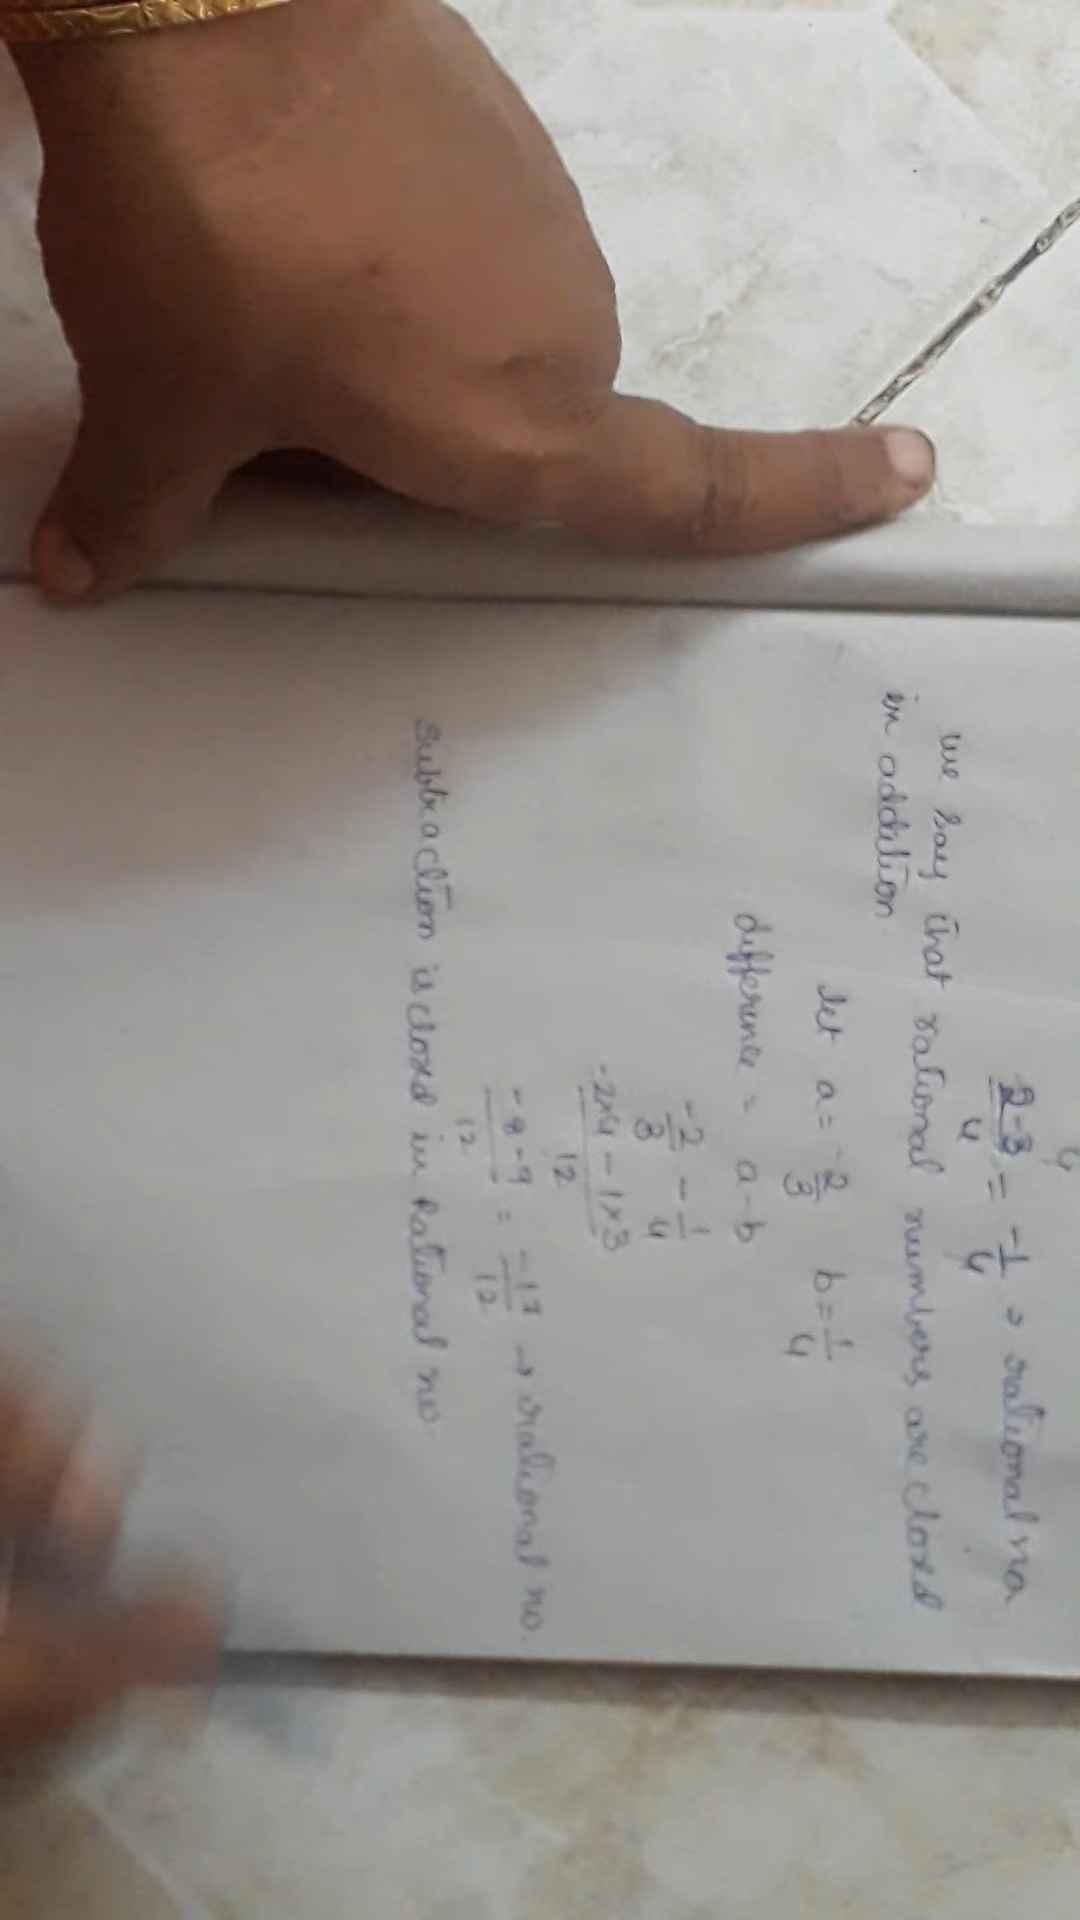 4
2-3/4 = -1/4 → rational no
we say that rational numbers are closed
in addition.
let a = -2/3 b = 1/4
difference = a-b
-2/3 - 1/4
-2×4 - 1×3/12
-8-9/12 = -17/12 → rational no.
Subtraction is closed in Rational no.